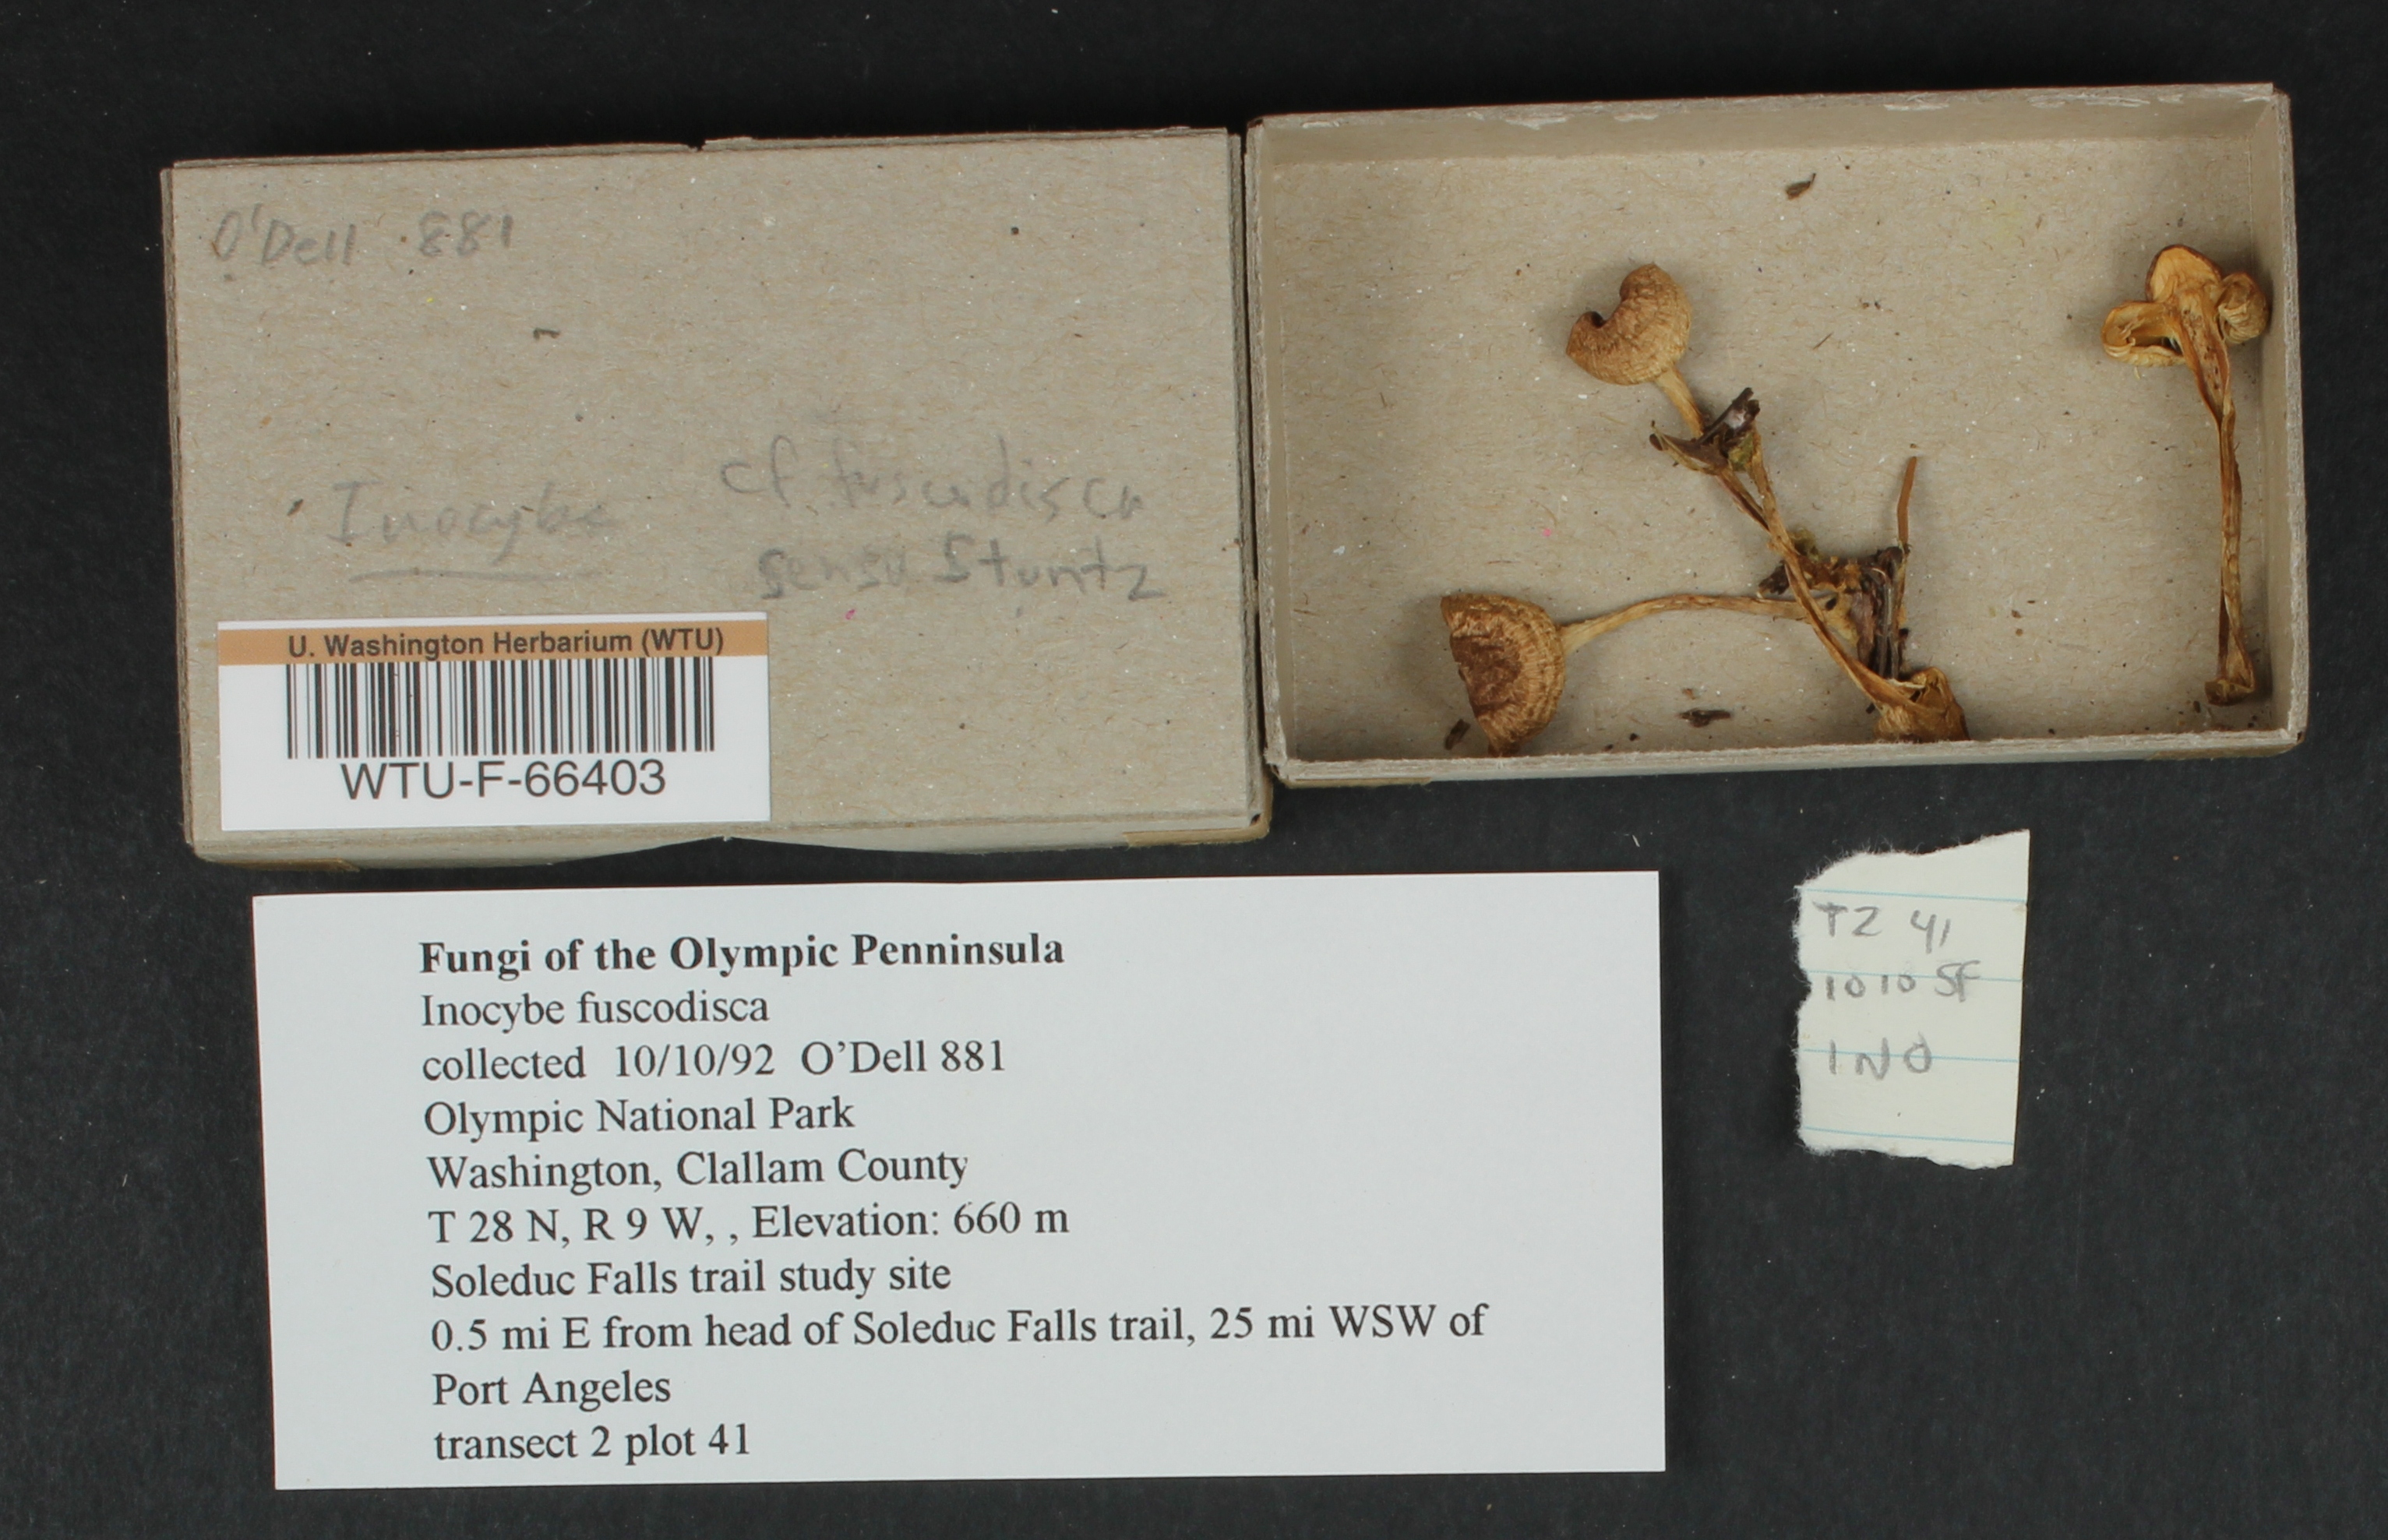 O'Dell 881
Inocybe cf. fuscodisca
sensu Stuntz
U. Washington Herbarium (WTU)
WTU-F-66403
Fungi of the Olympic Penninsula
Inocybe fuscodisca
collected 10/10/92 O'Dell 881
Olympic National Park
Washington, Clallam County
T 28 N, R 9 W, , Elevation: 660 m
Soleduc Falls trail study site
0.5 mi E from head of Soleduc Falls trail, 25 mi WSW of
Port Angeles
transect 2 plot 41
T2 41
1010 SF
INO